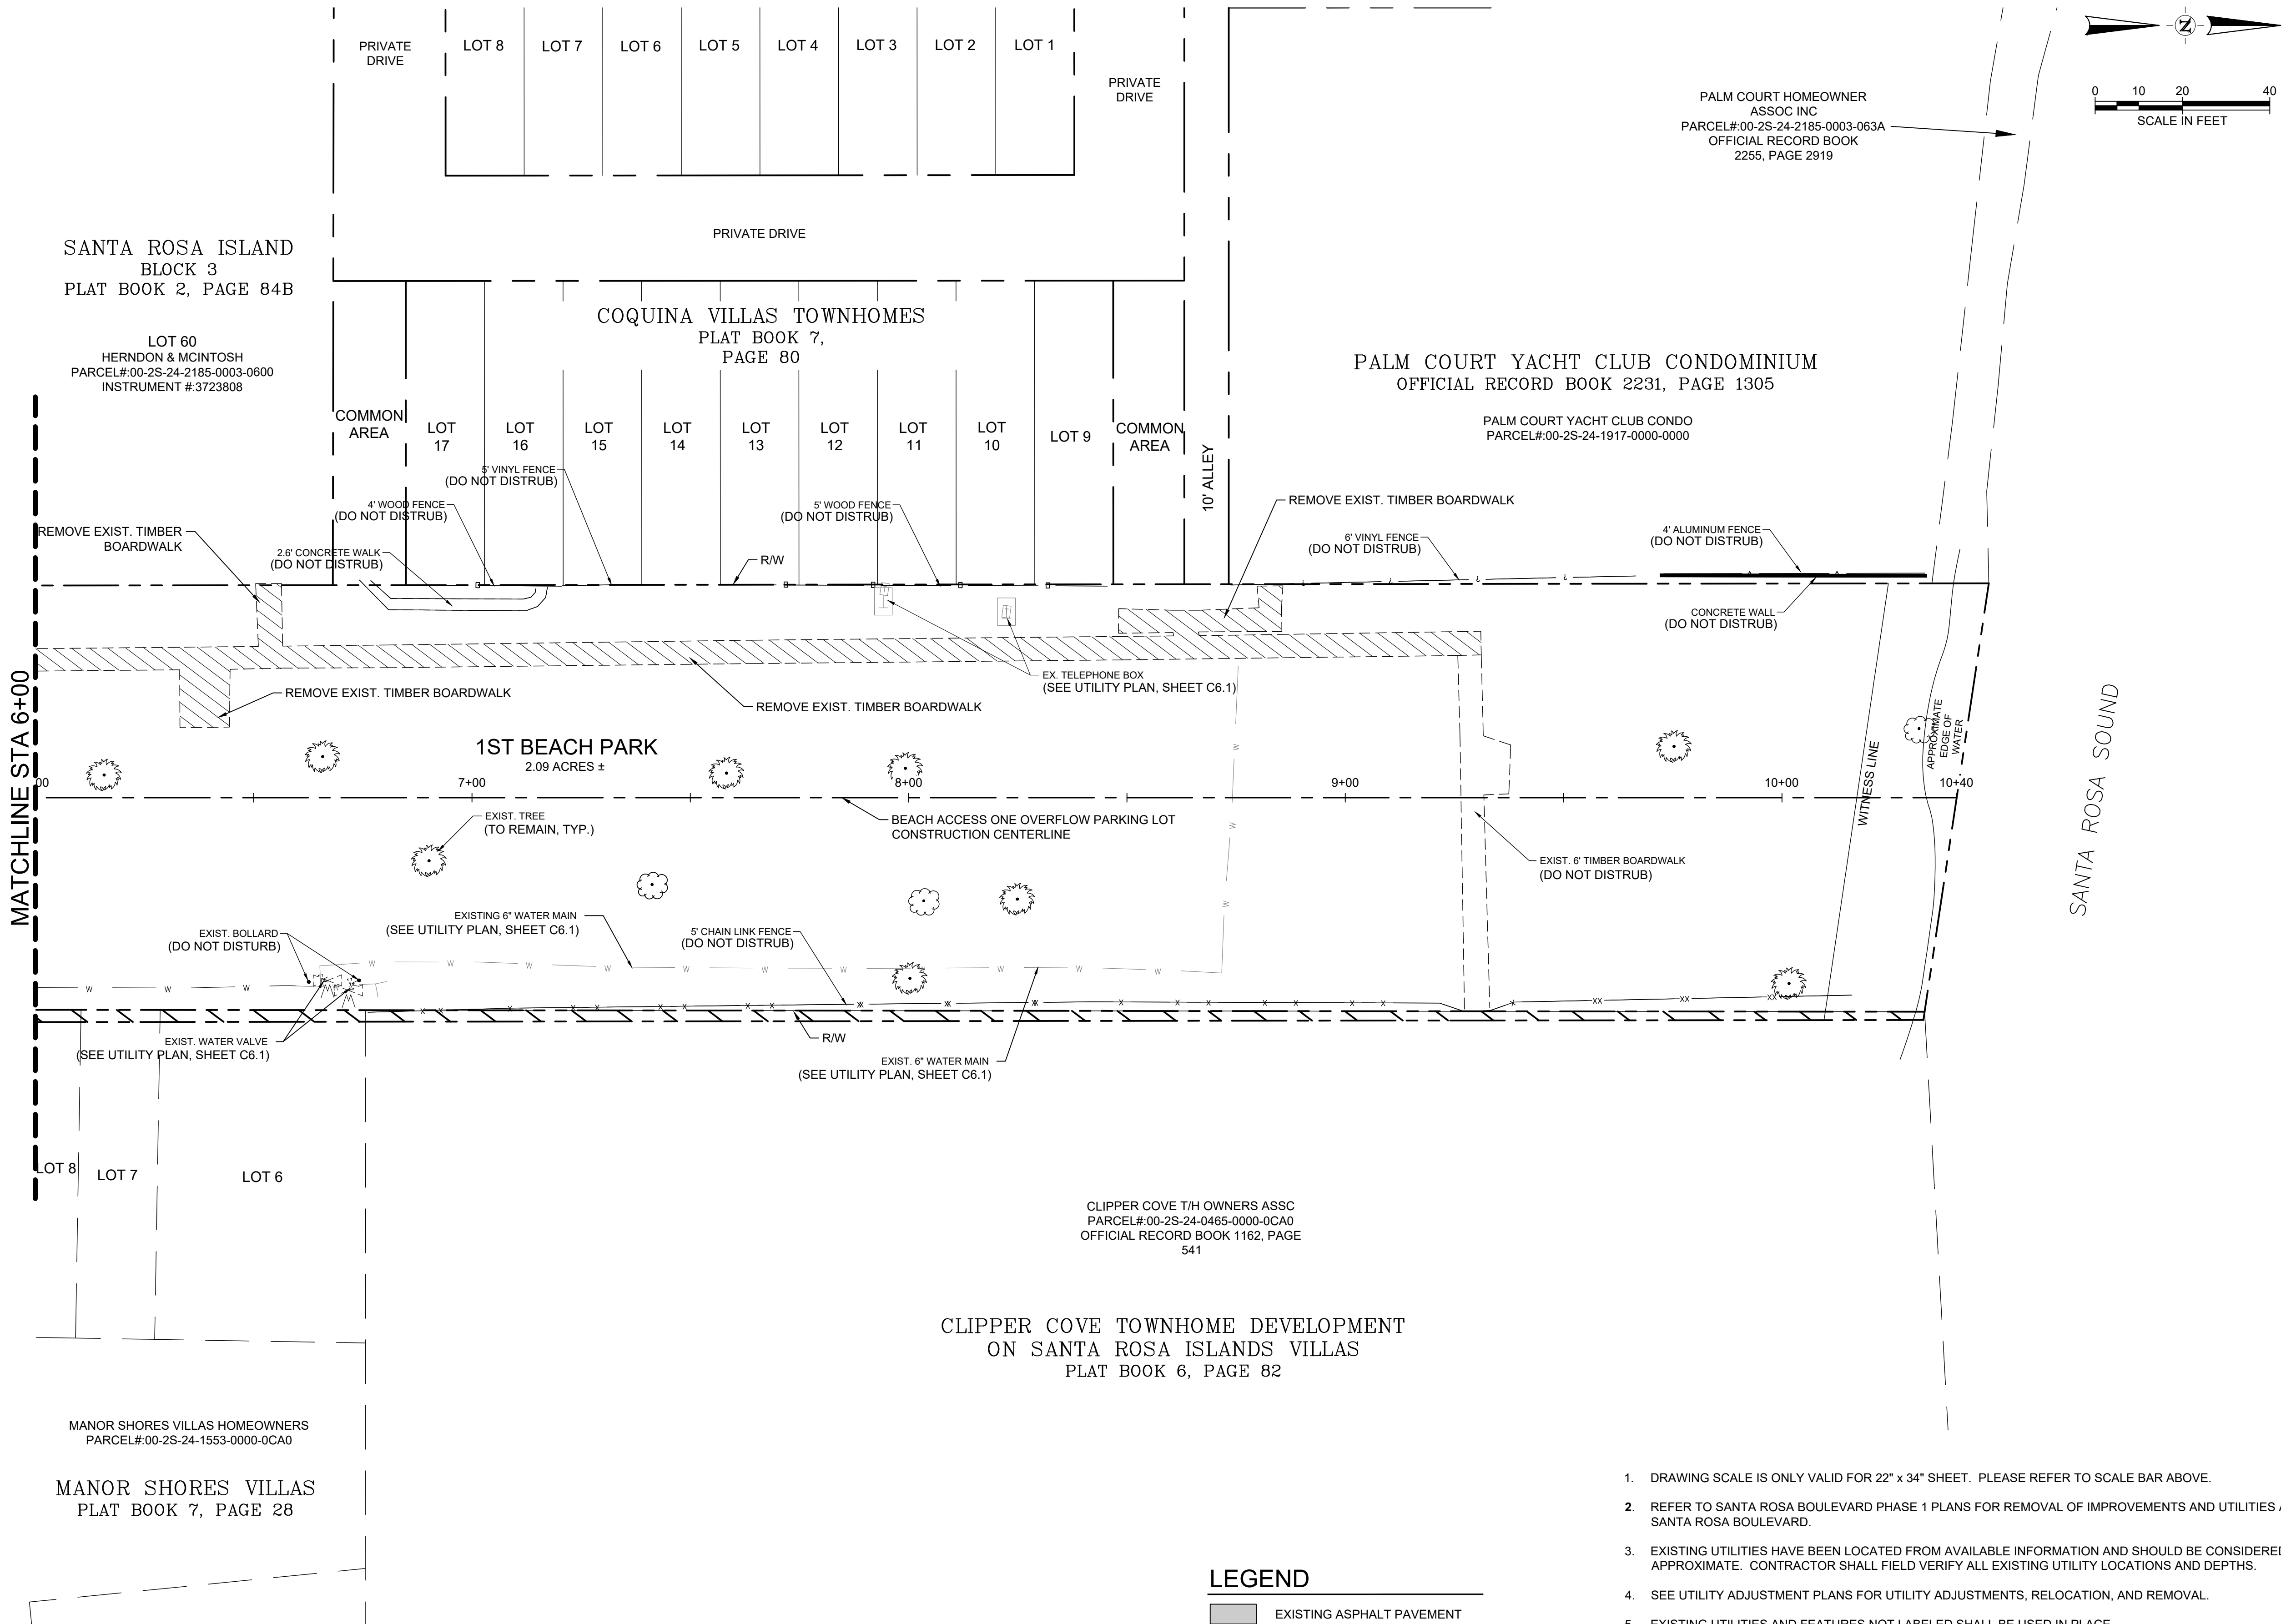 PRIVATE
DRIVE
LOT 8
LOT 7
LOT 6
LOT 5
LOT 4
LOT 3
LOT 2
LOT 1
PRIVATE
DRIVE
N
0 10 20 40
SCALE IN FEET
PALM COURT HOMEOWNER
ASSOC INC
PARCEL#:00-2S-24-2185-0003-063A
OFFICIAL RECORD BOOK
2255, PAGE 2919
PRIVATE DRIVE
SANTA ROSA ISLAND
BLOCK 3
PLAT BOOK 2, PAGE 84B
LOT 60
HERNDON & MCINTOSH
PARCEL#:00-2S-24-2185-0003-0600
INSTRUMENT #:3723808
COQUINA VILLAS TOWNHOMES
PLAT BOOK 7,
PAGE 80
PALM COURT YACHT CLUB CONDOMINIUM
OFFICIAL RECORD BOOK 2231, PAGE 1305
PALM COURT YACHT CLUB CONDO
PARCEL#:00-2S-24-1917-0000-0000
COMMON
AREA
LOT
17
LOT
16
LOT
15
LOT
14
LOT
13
LOT
12
LOT
11
LOT
10
LOT 9
COMMON
AREA
10' ALLEY
5' VINYL FENCE
(DO NOT DISTRUB)
4' WOOD FENCE
(DO NOT DISTRUB)
5' WOOD FENCE
(DO NOT DISTRUB)
REMOVE EXIST. TIMBER BOARDWALK
REMOVE EXIST. TIMBER
BOARDWALK
2.6' CONCRETE WALK
(DO NOT DISTRUB)
R/W
6' VINYL FENCE
(DO NOT DISTRUB)
4' ALUMINUM FENCE
(DO NOT DISTRUB)
CONCRETE WALL
(DO NOT DISTRUB)
EX. TELEPHONE BOX
(SEE UTILITY PLAN, SHEET C6.1)
REMOVE EXIST. TIMBER BOARDWALK
REMOVE EXIST. TIMBER BOARDWALK
MATCHLINE STA 6+00
1ST BEACH PARK
2.09 ACRES ±
00
7+00
8+00
9+00
10+00
10+40
WITNESS LINE
APPROXIMATE
EDGE OF
WATER
SANTA ROSA SOUND
EXIST. TREE
(TO REMAIN, TYP.)
BEACH ACCESS ONE OVERFLOW PARKING LOT
CONSTRUCTION CENTERLINE
EXIST. 6' TIMBER BOARDWALK
(DO NOT DISTRUB)
EXISTING 6" WATER MAIN
(SEE UTILITY PLAN, SHEET C6.1)
5' CHAIN LINK FENCE
(DO NOT DISTRUB)
EXIST. BOLLARD
(DO NOT DISTURB)
EXIST. WATER VALVE
(SEE UTILITY PLAN, SHEET C6.1)
R/W
EXIST. 6" WATER MAIN
(SEE UTILITY PLAN, SHEET C6.1)
LOT 8
LOT 7
LOT 6
CLIPPER COVE T/H OWNERS ASSC
PARCEL#:00-2S-24-0465-0000-0CA0
OFFICIAL RECORD BOOK 1162, PAGE
541
CLIPPER COVE TOWNHOME DEVELOPMENT
ON SANTA ROSA ISLANDS VILLAS
PLAT BOOK 6, PAGE 82
MANOR SHORES VILLAS HOMEOWNERS
PARCEL#:00-2S-24-1553-0000-0CA0
MANOR SHORES VILLAS
PLAT BOOK 7, PAGE 28
LEGEND
EXISTING ASPHALT PAVEMENT
1. DRAWING SCALE IS ONLY VALID FOR 22" x 34" SHEET. PLEASE REFER TO SCALE BAR ABOVE.
2. REFER TO SANTA ROSA BOULEVARD PHASE 1 PLANS FOR REMOVAL OF IMPROVEMENTS AND UTILITIES
SANTA ROSA BOULEVARD.
3. EXISTING UTILITIES HAVE BEEN LOCATED FROM AVAILABLE INFORMATION AND SHOULD BE CONSIDERED
APPROXIMATE. CONTRACTOR SHALL FIELD VERIFY ALL EXISTING UTILITY LOCATIONS AND DEPTHS.
4. SEE UTILITY ADJUSTMENT PLANS FOR UTILITY ADJUSTMENTS, RELOCATION, AND REMOVAL.
5. EXISTING UTILITIES AND FEATURES NOT LABELED SHALL BE USED IN PLACE